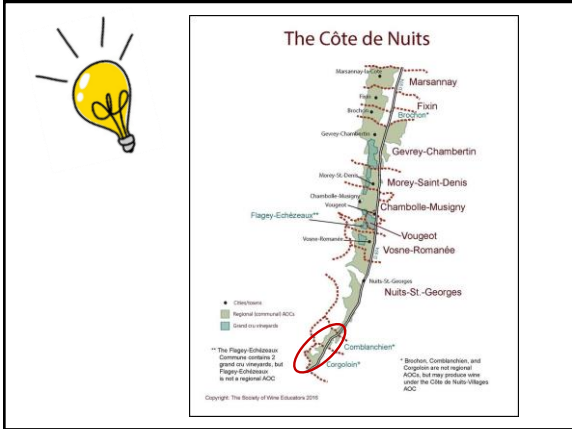 The Côte de Nuits
Marsannay-la-Côte
Marsannay
Fixin
Fixin
Brochon
Brochon*
Gevrey-Chambertin
Gevrey-Chambertin
Morey-St.-Denis
Morey-Saint-Denis
Chambolle-Musigny
Chambolle-Musigny
Vougeot
Flagey-Echézeaux**
Vougeot
Vosne-Romanée
Vosne-Romanée
Nuits-St.-Georges
Nuits-St.-Georges
Cities/towns
Regional (communal) AOCs
Grand cru vineyards
Comblanchien*
Corgoloin*
** The Flagey-Echézeaux
Commune contains 2
grand cru vineyards, but
Flagey-Echézeaux
is not a regional AOC
* Brochon, Comblanchien, and
Corgoloin are not regional
AOCs, but may produce wine
under the Côte de Nuits-Villages
AOC
Copyright: The Society of Wine Educators 2016